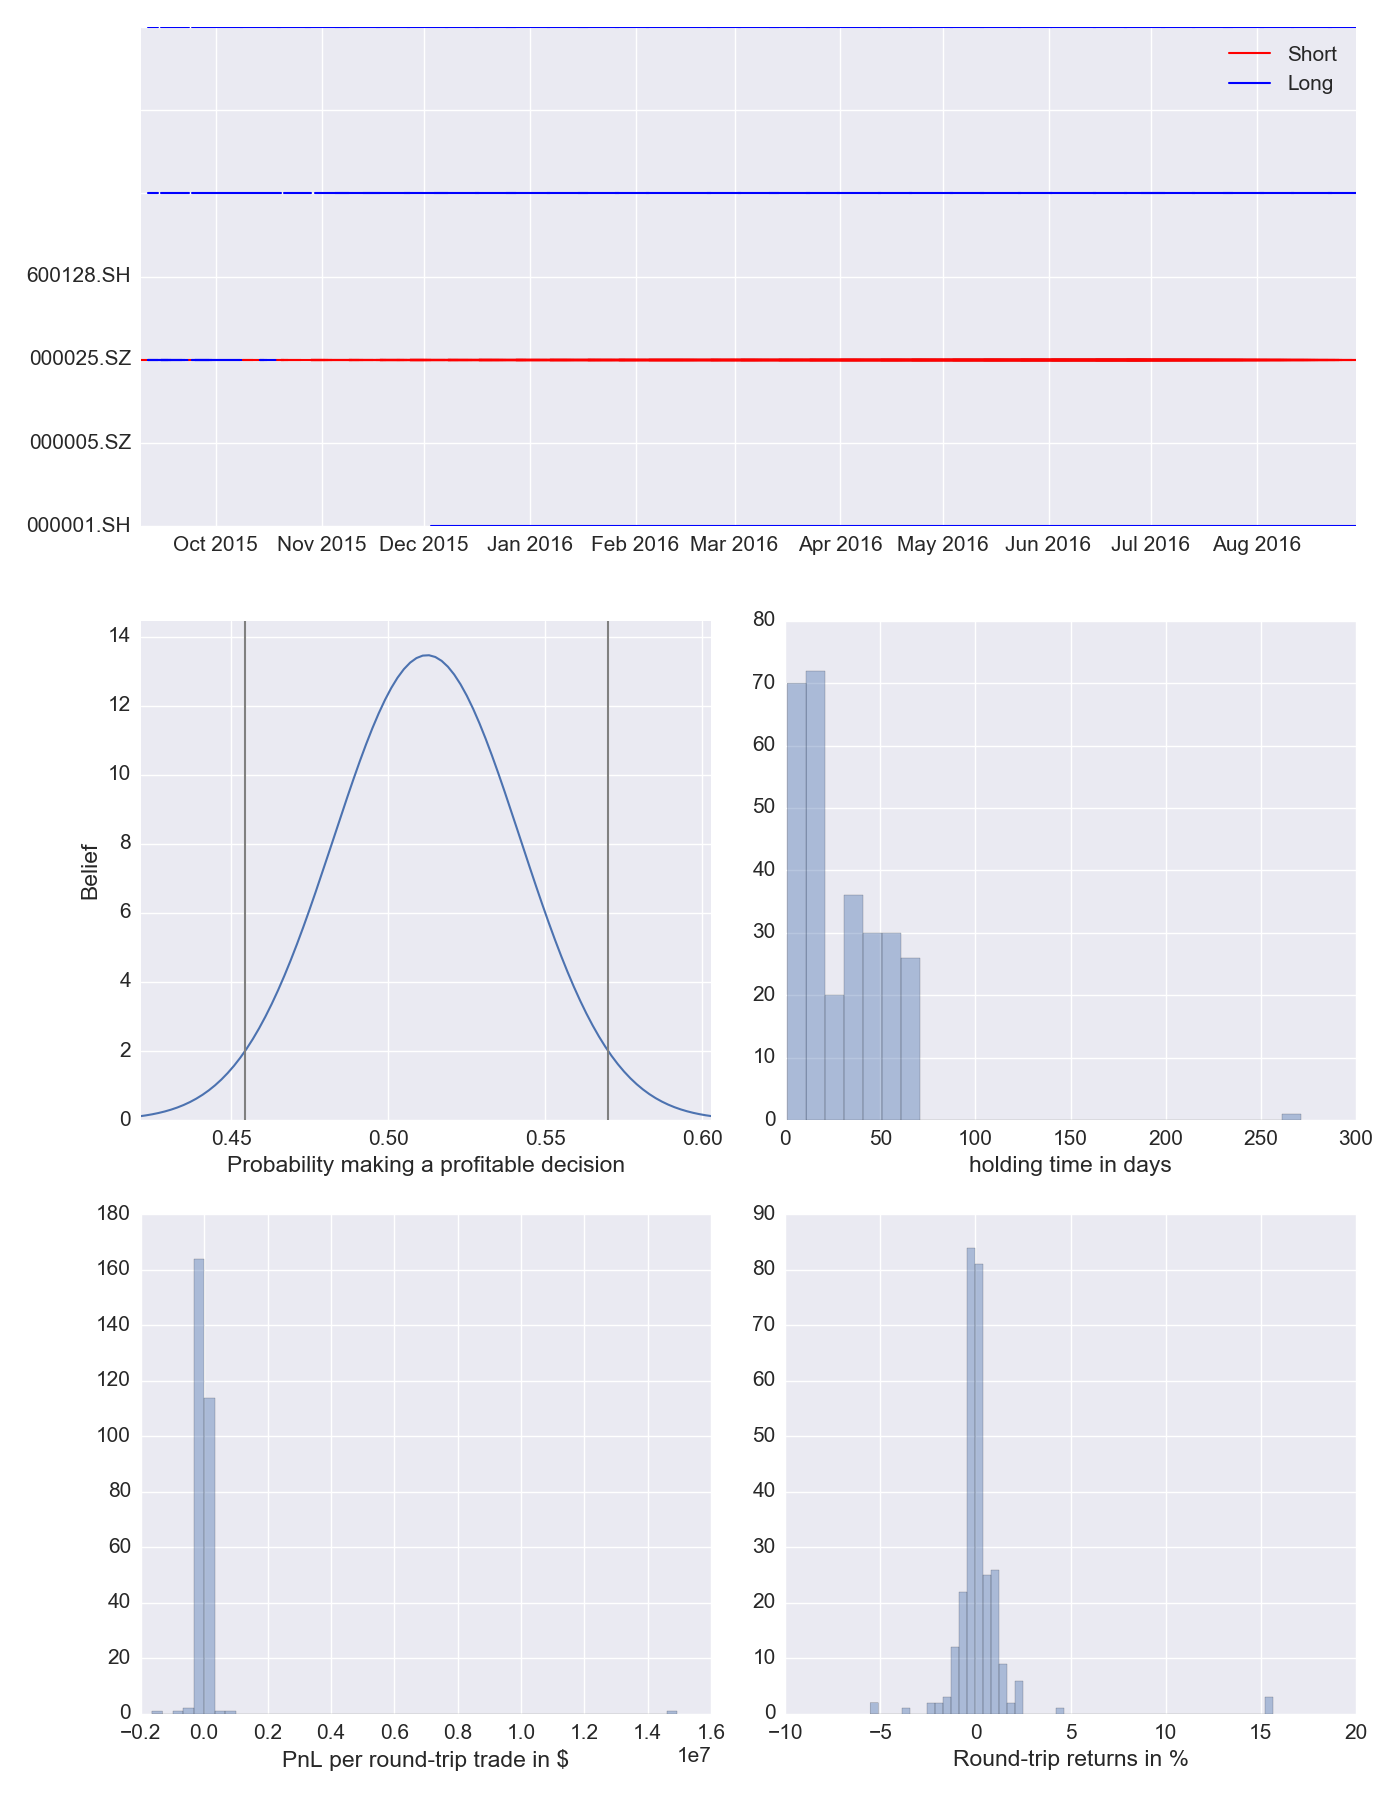 Short
Long
600128.SH
000025.SZ
000005.SZ
000001.SH
Oct 2015 Nov 2015 Dec 2015 Jan 2016 Feb 2016 Mar 2016 Apr 2016 May 2016 Jun 2016 Jul 2016 Aug 2016
14
12
10
8
6
4
2
0
Belief
0.45 0.50 0.55 0.60
Probability making a profitable decision
80
70
60
50
40
30
20
10
0
0 50 100 150 200 250 300
holding time in days
180
160
140
120
100
80
60
40
20
0
−0.2 0.0 0.2 0.4 0.6 0.8 1.0 1.2 1.4 1.6
1e7
PnL per round-trip trade in $
90
80
70
60
50
40
30
20
10
0
−10 −5 0 5 10 15 20
Round-trip returns in %